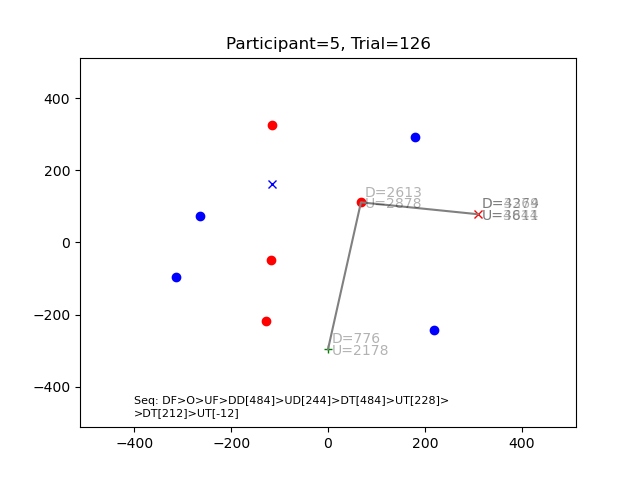 Participant=5, Trial=126
400
200
0
−200
−400
D=2613
U=2878
D=776
U=2178
Seq: DF>O>UF>DD[484]>UD[244]>DT[484]>UT[228]>
>DT[212]>UT[-12]
−400
−200
0
200
400